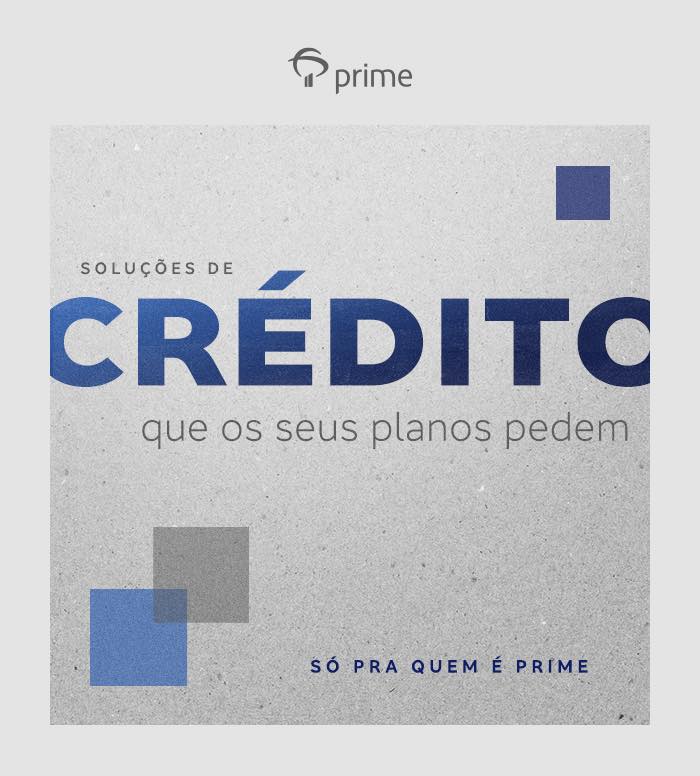 prime
SOLUÇÕES DE
CRÉDITO
que os seus planos pedem
SÓ PRA QUEM É PRIME